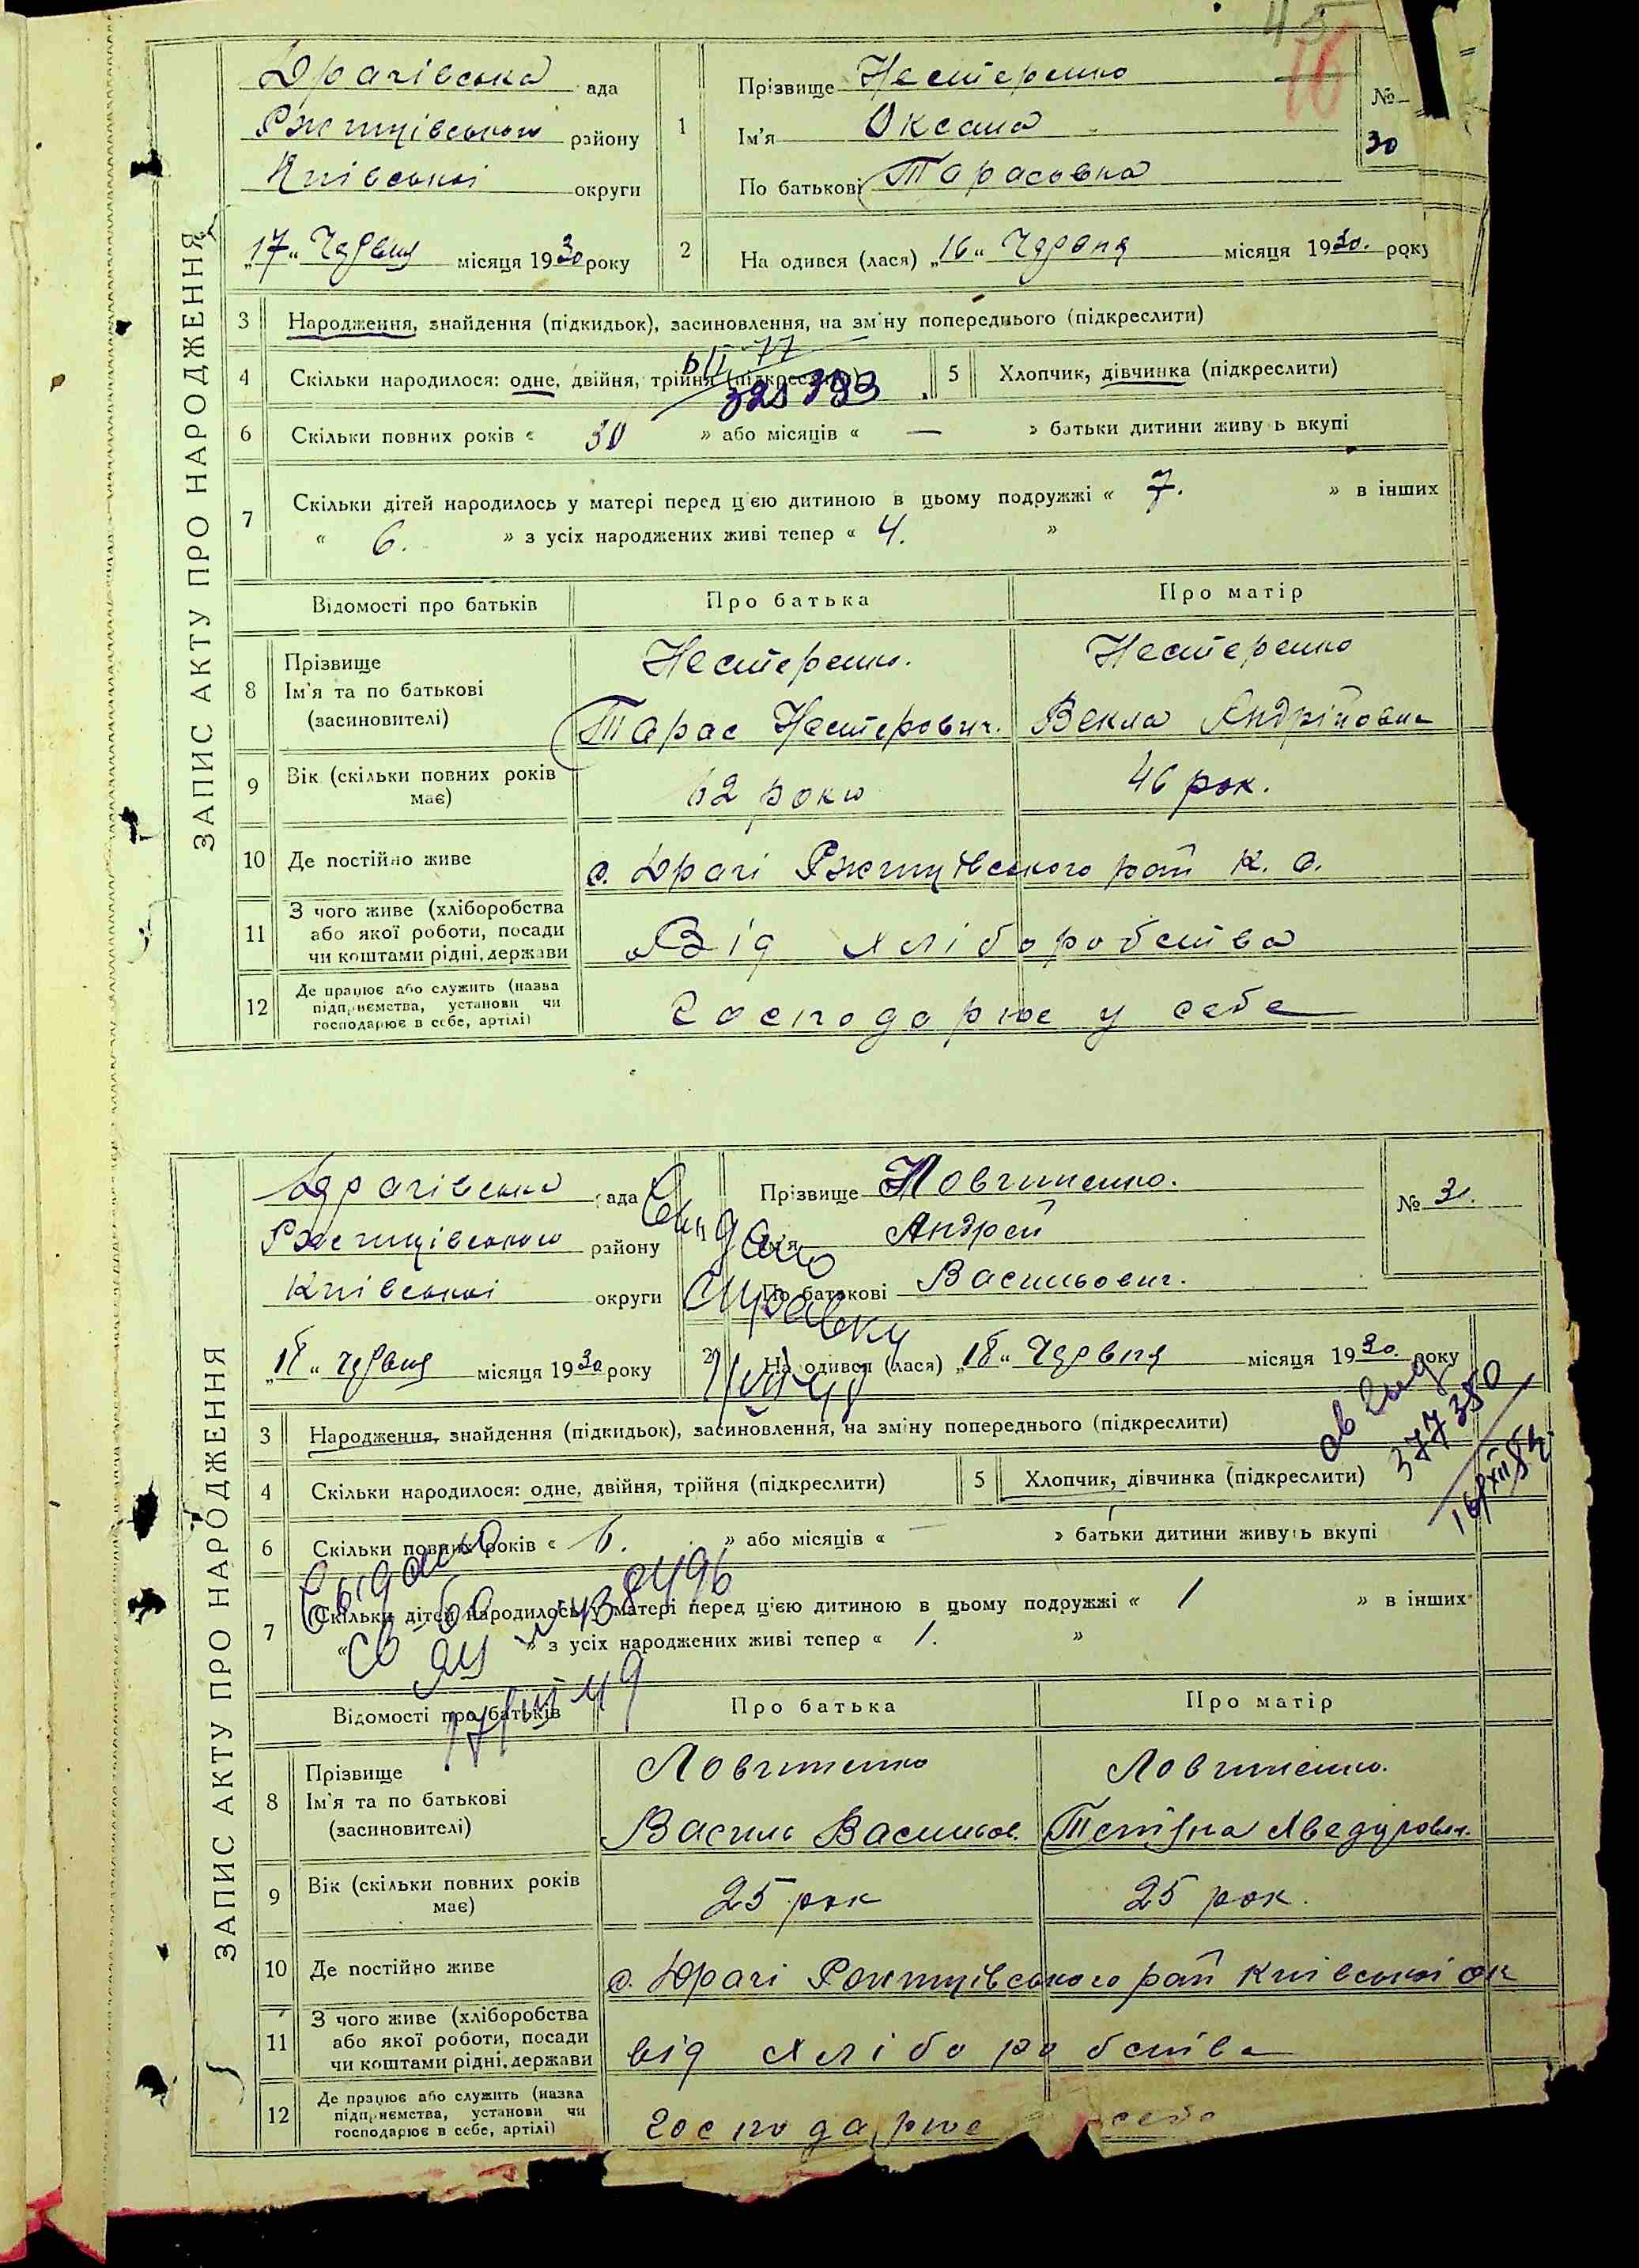 45
16
ЗАПИС АКТУ ПРО НАРОДЖЕННЯ
Драчівська ада
Ржищівського району
Київської округи
1
Прізвище Нестеренко
Ім'я Оксана
По батькові Тарасовна
№
30
„17“ Червня місяця 1930 року
2
На одився (лася) „16“ Червня місяця 1930. року
3 Народження, знайдення (підкидьок), засиновлення, на зм ну попереднього (підкреслити)
4 Скільки народилося: одне, двійня, трійня (підкреслити)
5 Хлопчик, дівчинка (підкреслити)
6 Скільки повних років « 30 » або місяців « — » батьки дитини живу ь вкупі
7 Скільки дітей народилось у матері перед цією дитиною в цьому подружжі « 7. » в інших
« 6. » з усіх народжених живі тепер « 4. »
Відомості про батьків Про батька Про матір
8 Прізвище Нестеренко. Нестеренко
Ім'я та по батькові
(засиновителі) Тарас Нестерович. Векла Андріївна
9 Вік (скільки повних років має) 62 роки 46 рок.
10 Де постійно живе с. Драчі Ржищівського рай К. О.
11 З чого живе (хліборобства
або якої роботи, посади
чи коштами рідні, держави Від хліборобства
12 Де працює або служить (назва
підприємства, установи чи
господарює в себе, артілі) Господарює у себе
ЗАПИС АКТУ ПРО НАРОДЖЕННЯ
Драчівська ада
Ржищівського району
Київської округи
Прізвище Ловчиненко.
Андрей
По батькові Васильович.
№ 31.
„18“ червня місяця 1930 року
2
На одився (лася) „18“ Червня місяця 1930. року
3 Народження, знайдення (підкидьок), засиновлення, на зміну попереднього (підкреслити)
4 Скільки народилося: одне, двійня, трійня (підкреслити)
5 Хлопчик, дівчинка (підкреслити)
377380
6 Скільки повних років « 6. » або місяців « — » батьки дитини живуть вкупі
7 Скільки дітей народилось у матері перед цією дитиною в цьому подружжі « 1 » в інших
« » з усіх народжених живі тепер « 1. »
Відомості про батьків Про батька Про матір
8 Прізвище Ловчиненко Ловчиненко.
Ім'я та по батькові
(засиновителі) Василь Васильов.
9 Вік (скільки повних років має) 25 рок 25 рок.
10 Де постійно живе с. Драчі Ржищівського рай Київської ок
11 З чого живе (хліборобства
або якої роботи, посади
чи коштами рідні, держави від хліборобства
12 Де працює або служить (назва
підприємства, установи чи
господарює в себе, артілі) господарює себе